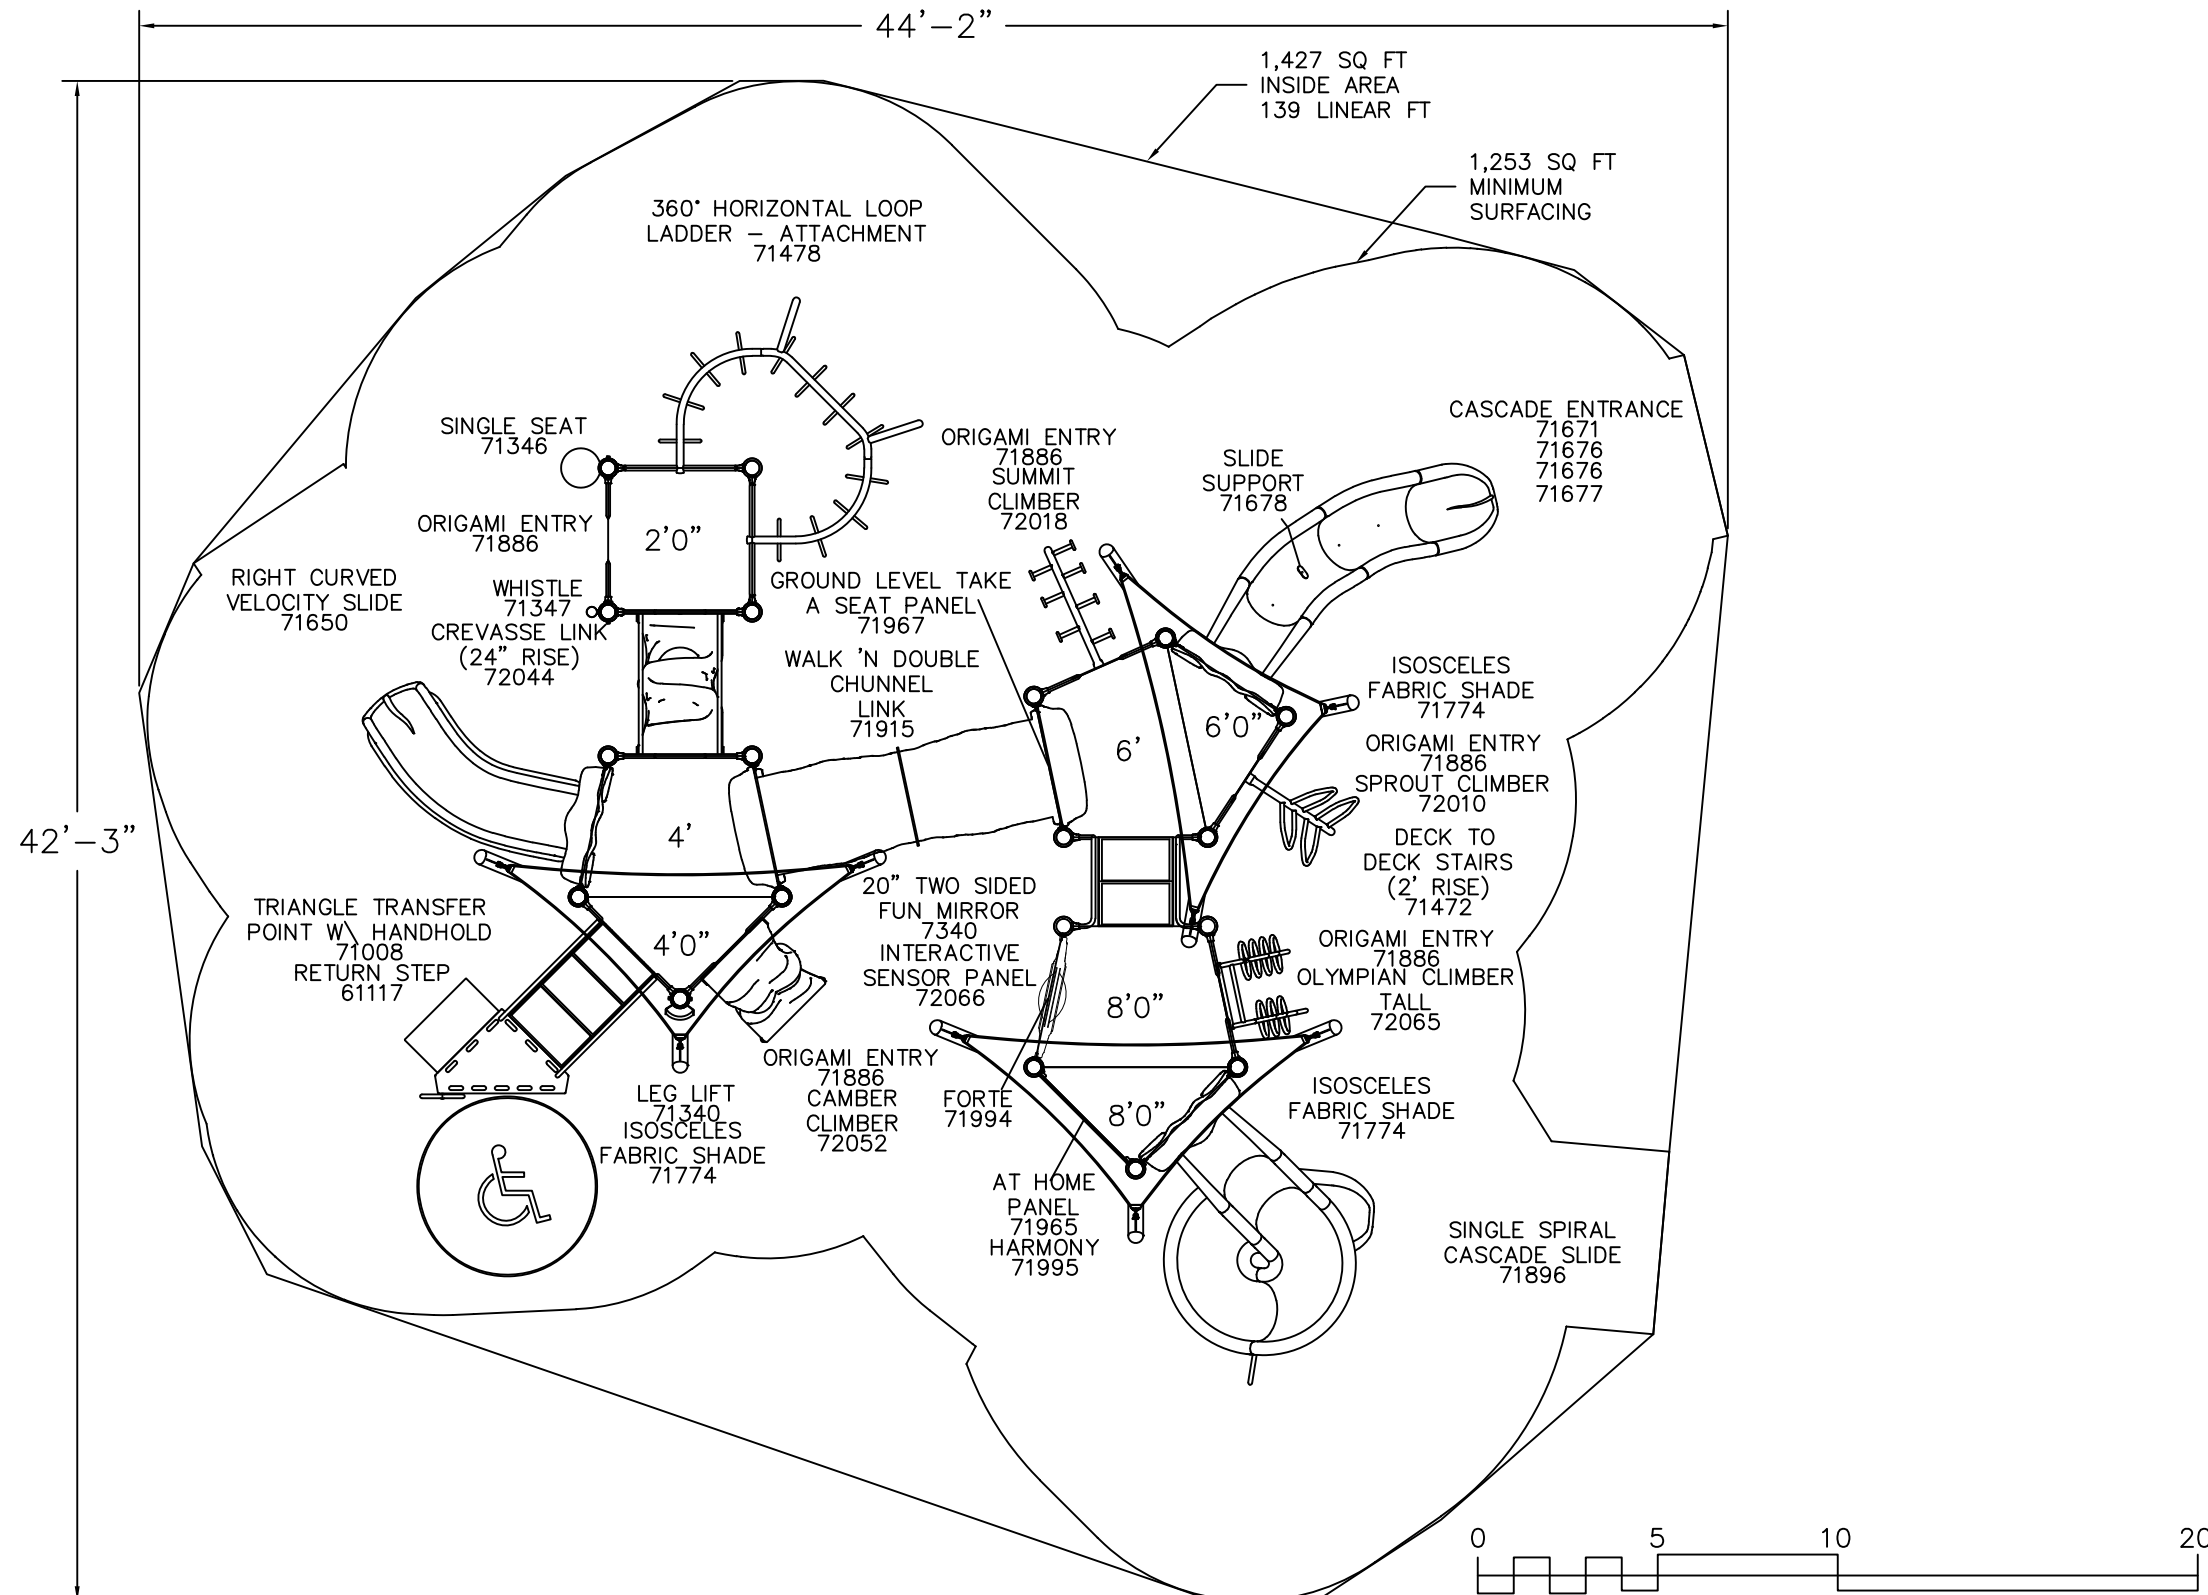 44'-2"
1,427 SQ FT
INSIDE AREA
139 LINEAR FT
1,253 SQ FT
MINIMUM
SURFACING
360° HORIZONTAL LOOP
LADDER - ATTACHMENT
71478
SINGLE SEAT
71346
ORIGAMI ENTRY
71886
SUMMIT
CLIMBER
72018
SLIDE
SUPPORT
71678
CASCADE ENTRANCE
71671
71676
71676
71677
ORIGAMI ENTRY
71886
2'0"
RIGHT CURVED
VELOCITY SLIDE
71650
WHISTLE
71347
CREVASSE LINK
(24" RISE)
72044
GROUND LEVEL TAKE
A SEAT PANEL
71967
WALK 'N DOUBLE
CHUNNEL
LINK
71915
ISOSCELES
FABRIC SHADE
71774
6'
6'0"
ORIGAMI ENTRY
71886
SPROUT CLIMBER
72010
42'-3"
4'
DECK TO
DECK STAIRS
(2' RISE)
71472
TRIANGLE TRANSFER
POINT W\ HANDHOLD
71008
RETURN STEP
61117
4'0"
20" TWO SIDED
FUN MIRROR
7340
INTERACTIVE
SENSOR PANEL
72066
ORIGAMI ENTRY
71886
OLYMPIAN CLIMBER
TALL
72065
8'0"
LEG LIFT
71340
ISOSCELES
FABRIC SHADE
71774
ORIGAMI ENTRY
71886
CAMBER
CLIMBER
72052
FORTE
71994
8'0"
ISOSCELES
FABRIC SHADE
71774
AT HOME
PANEL
71965
HARMONY
71995
SINGLE SPIRAL
CASCADE SLIDE
71896
0 5 10 20